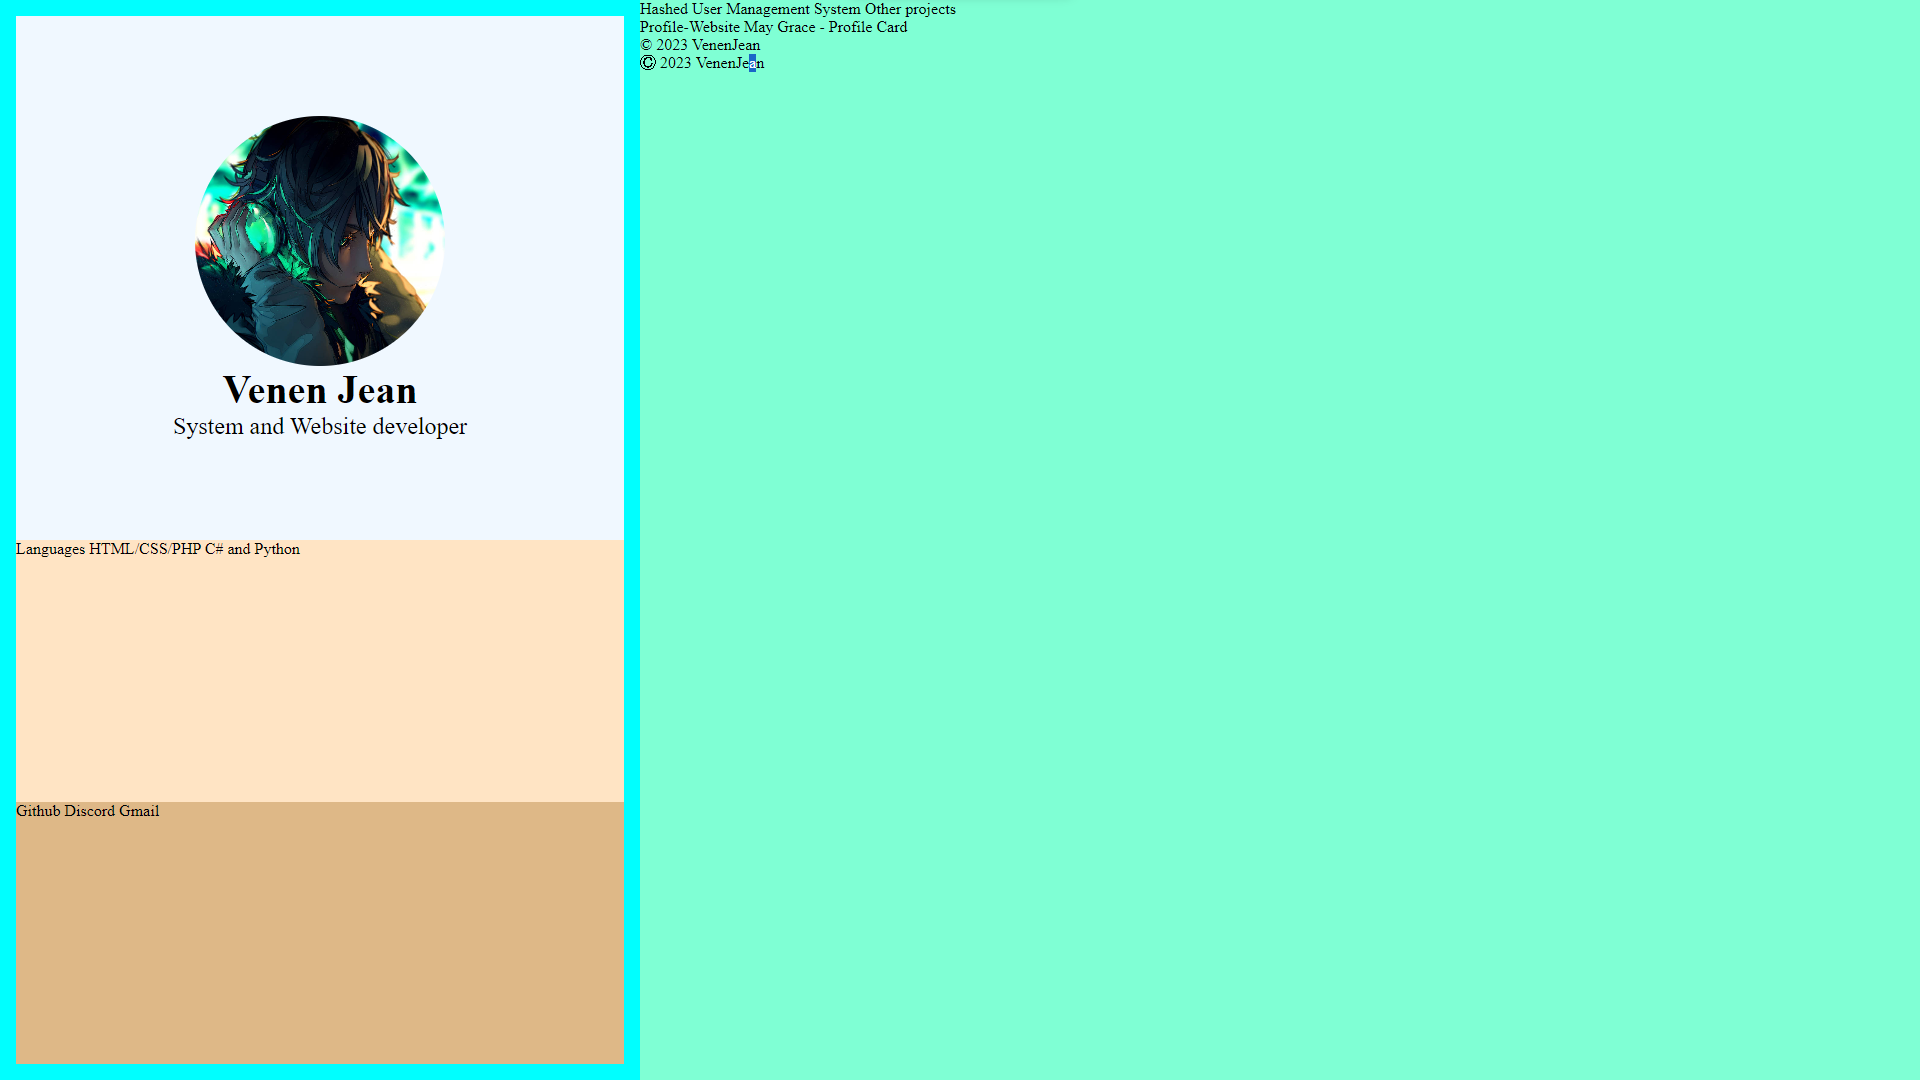 Venen Jean
System and Website developer
Languages HTML/CSS/PHP C# and Python
Github Discord Gmail
Hashed User Management System Other projects
Profile-Website May Grace - Profile Card
© 2023 VenenJean
© 2023 VenenJean